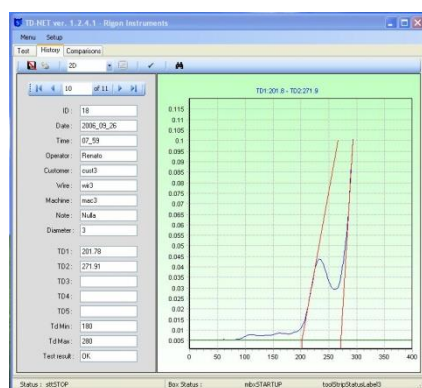 TD-NET ver. 1.2.4.1 - Rigon Instruments
Menu Setup
Test History Comparisons
2D
10 of 11
ID : 18
Date : 2006_09_26
Time : 07_59
Operator : Renato
Customer : cust3
Wire : wir3
Machine : mac3
Note : Nulla
Diameter : 3
TD1: 201.78
TD2: 271.91
TD3:
TD4:
TD5:
Td Min : 180
Td Max : 280
Test result : OK
TD1:201.8 - TD2:271.9
0.115
0.11
0.105
0.1
0.095
0.09
0.085
0.08
0.075
0.07
0.065
0.06
0.055
0.05
0.045
0.04
0.035
0.03
0.025
0.02
0.015
0.01
0.005
0 50 100 150 200 250 300 350 400
Status : sttSTOP Box Status : nbxSTARTUP toolStripStatusLabel3